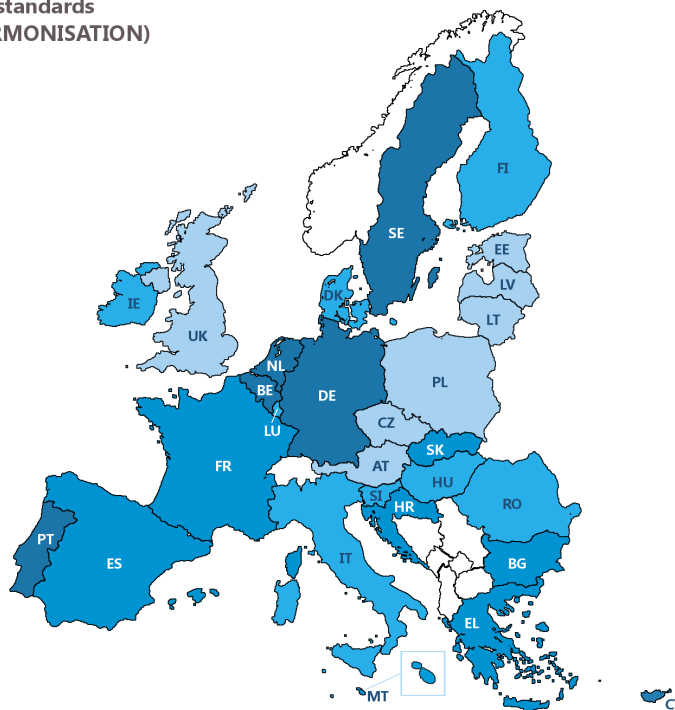 standards
RMONISATION)
FI
SE
EE
LV
DK
IE
LT
UK
NL
PL
BE
DE
CZ
LU
SK
FR
AT
HU
SI
RO
HR
PT
IT
ES
BG
EL
MT
C